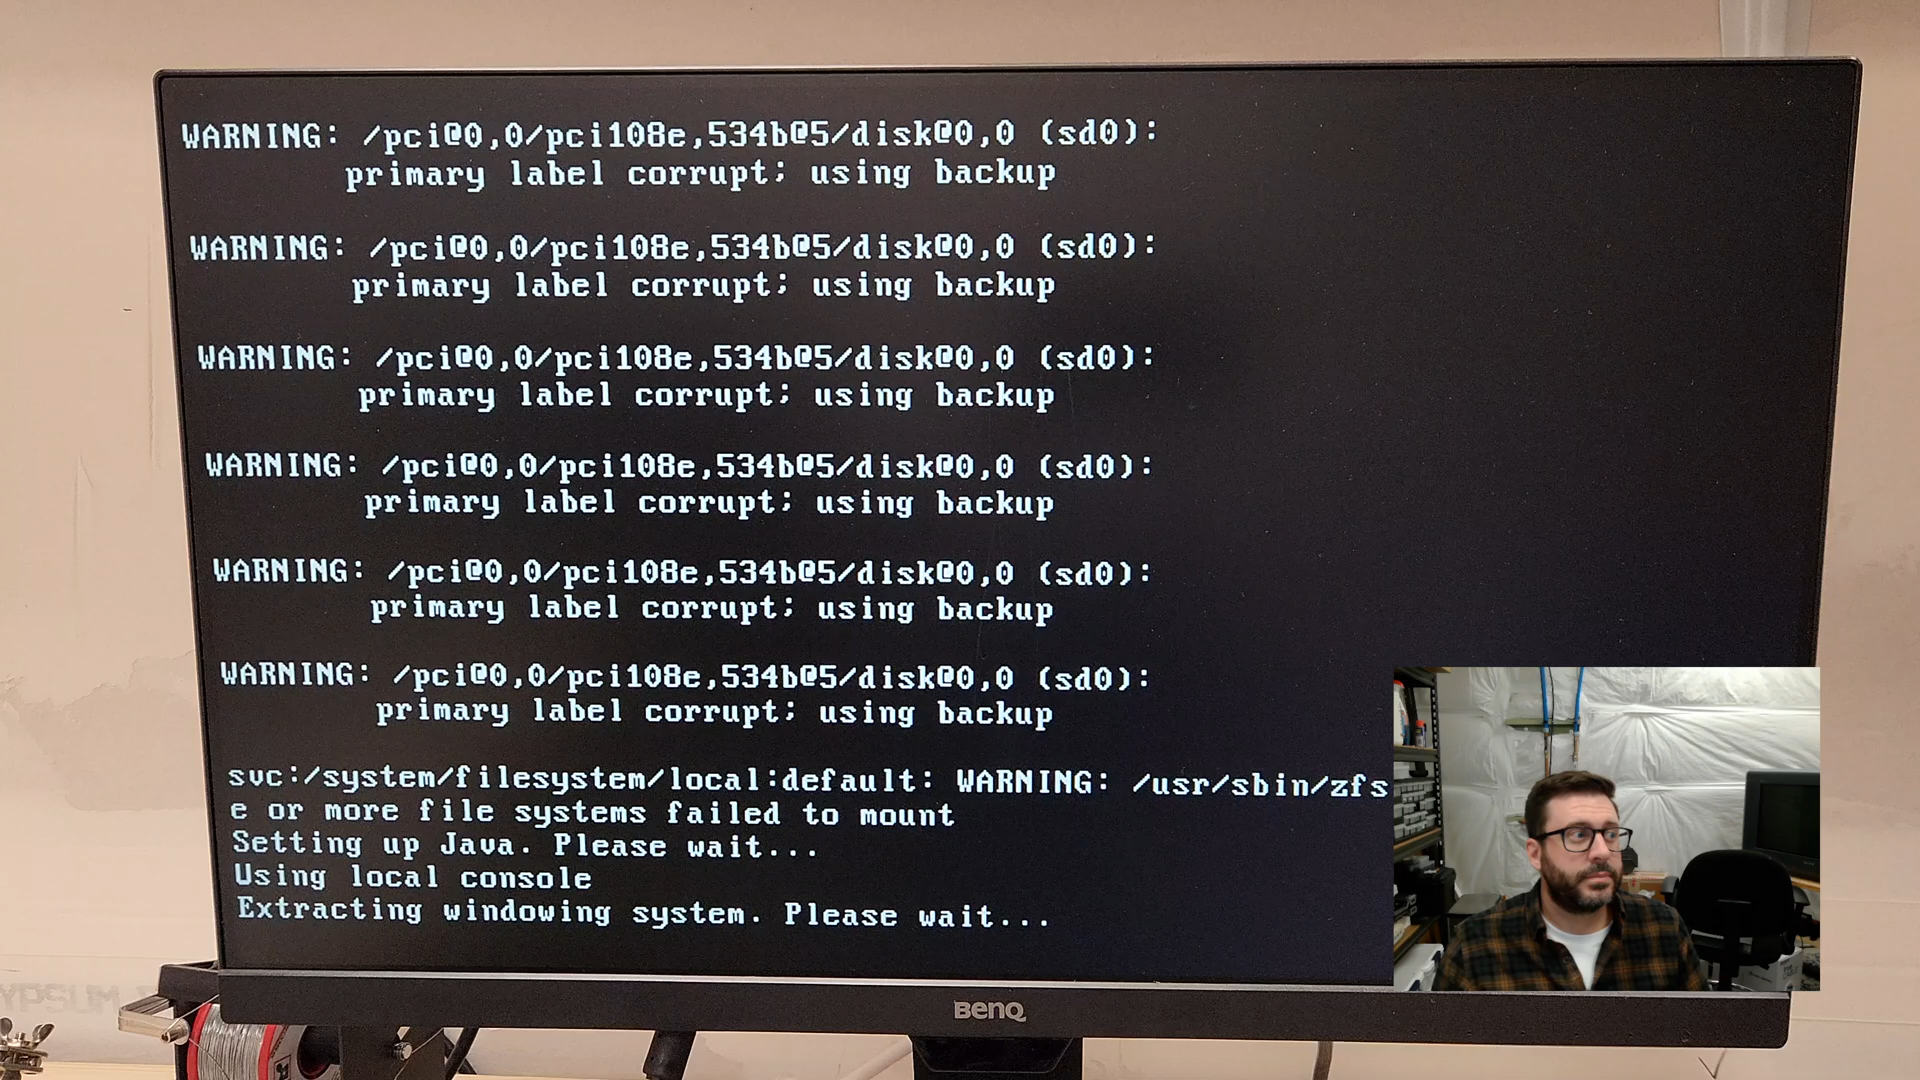 WARNING: /pci@0,0/pci108e,534b@5/disk@0,0 (sd0):
primary label corrupt; using backup
WARNING: /pci@0,0/pci108e,534b@5/disk@0,0 (sd0):
primary label corrupt; using backup
WARNING: /pci@0,0/pci108e,534b@5/disk@0,0 (sd0):
primary label corrupt; using backup
WARNING: /pci@0,0/pci108e,534b@5/disk@0,0 (sd0):
primary label corrupt; using backup
WARNING: /pci@0,0/pci108e,534b@5/disk@0,0 (sd0):
primary label corrupt; using backup
WARNING: /pci@0,0/pci108e,534b@5/disk@0,0 (sd0):
primary label corrupt; using backup
svc:/system/filesystem/local:default: WARNING: /usr/sbin/zfs
e or more file systems failed to mount
Setting up Java. Please wait...
Using local console
Extracting windowing system. Please wait...
BenQ